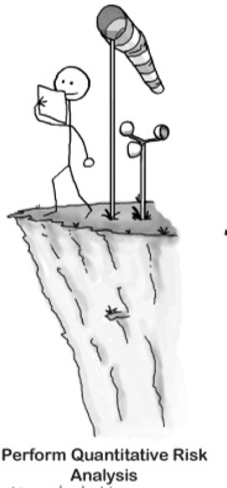 Perform Quantitative Risk
Analysis